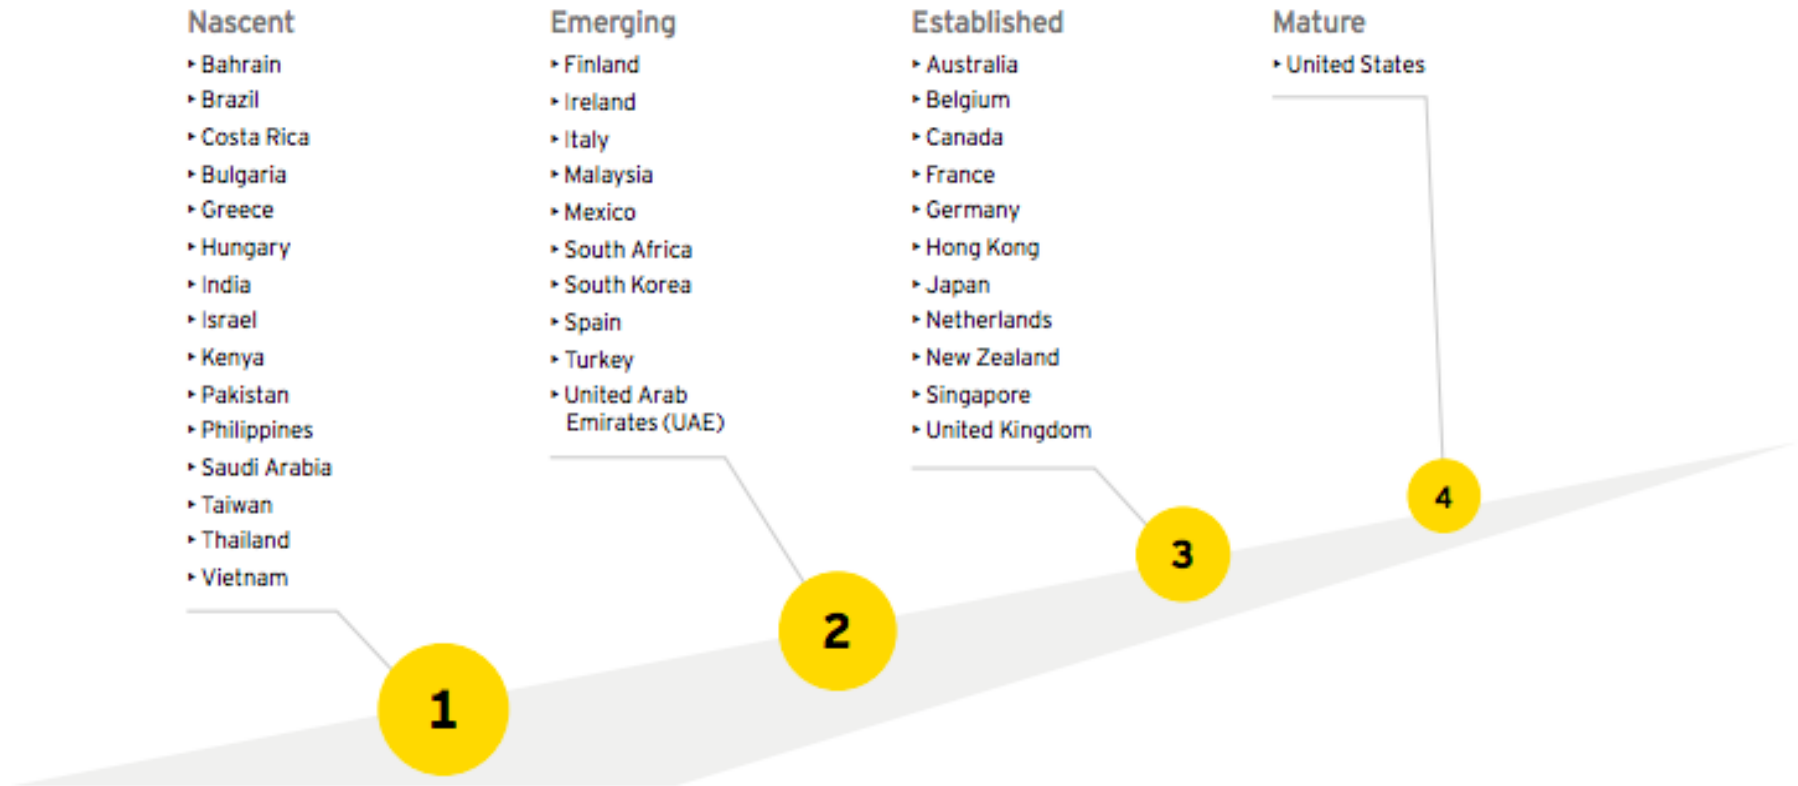 Nascent
‣ Bahrain
‣ Brazil
‣ Costa Rica
‣ Bulgaria
‣ Greece
‣ Hungary
‣ India
‣ Israel
‣ Kenya
‣ Pakistan
‣ Philippines
‣ Saudi Arabia
‣ Taiwan
‣ Thailand
‣ Vietnam
Emerging
‣ Finland
‣ Ireland
‣ Italy
‣ Malaysia
‣ Mexico
‣ South Africa
‣ South Korea
‣ Spain
‣ Turkey
‣ United Arab
Emirates (UAE)
Established
‣ Australia
‣ Belgium
‣ Canada
‣ France
‣ Germany
‣ Hong Kong
‣ Japan
‣ Netherlands
‣ New Zealand
‣ Singapore
‣ United Kingdom
Mature
‣ United States
1
2
3
4